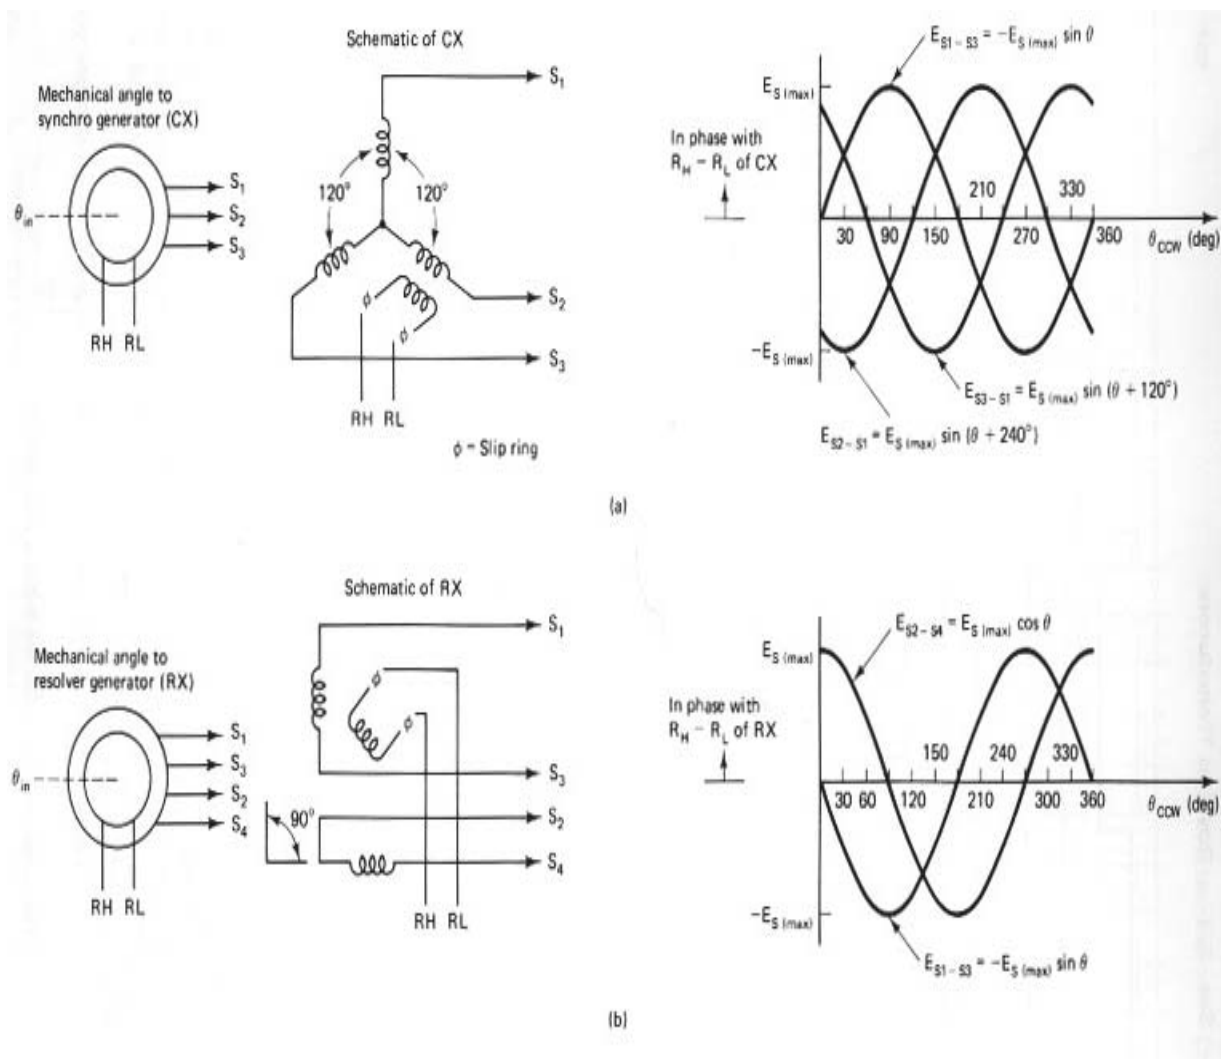 Schematic of CX
Mechanical angle to
synchro generator (CX)
θin
S1
S2
S3
RH RL
120°
120°
S1
S2
S3
ϕ
ϕ
RH RL
ϕ = Slip ring
ES1 – S3 = –ES (max) sin θ
ES (max)
In phase with
RH – RL of CX
210
330
30
90
150
270
360
θCCW (deg)
–ES (max)
ES3 – S1 = ES (max) sin (θ + 120°)
ES2 – S1 = ES (max) sin (θ + 240°)
(a)
Schematic of RX
Mechanical angle to
resolver generator (RX)
θin
S1
S3
S2
S4
RH RL
S1
ϕ
ϕ
S3
S2
90°
S4
RH RL
ES2 – S4 = ES (max) cos θ
ES (max)
In phase with
RH – RL of RX
150
240
330
30
60
120
210
300
360
θCCW (deg)
–ES (max)
ES1 – S3 = –ES (max) sin θ
(b)